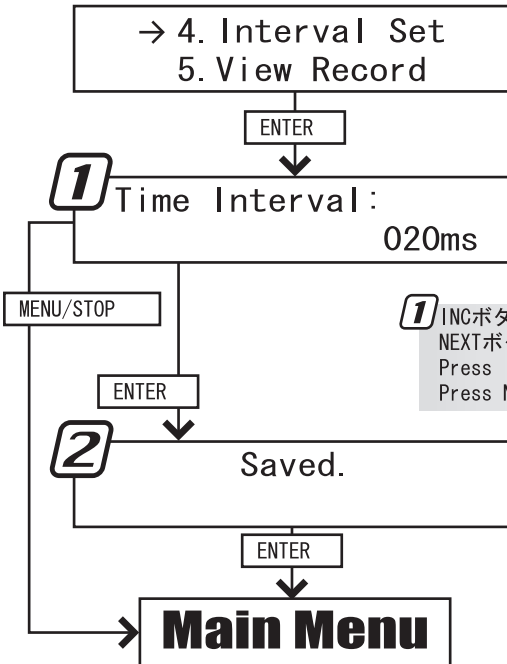 → 4. Interval Set
5. View Record
ENTER
1
Time Interval:
020ms
MENU/STOP
1 INCボタ
NEXTボ
Press
Press
ENTER
2
Saved.
ENTER
Main Menu